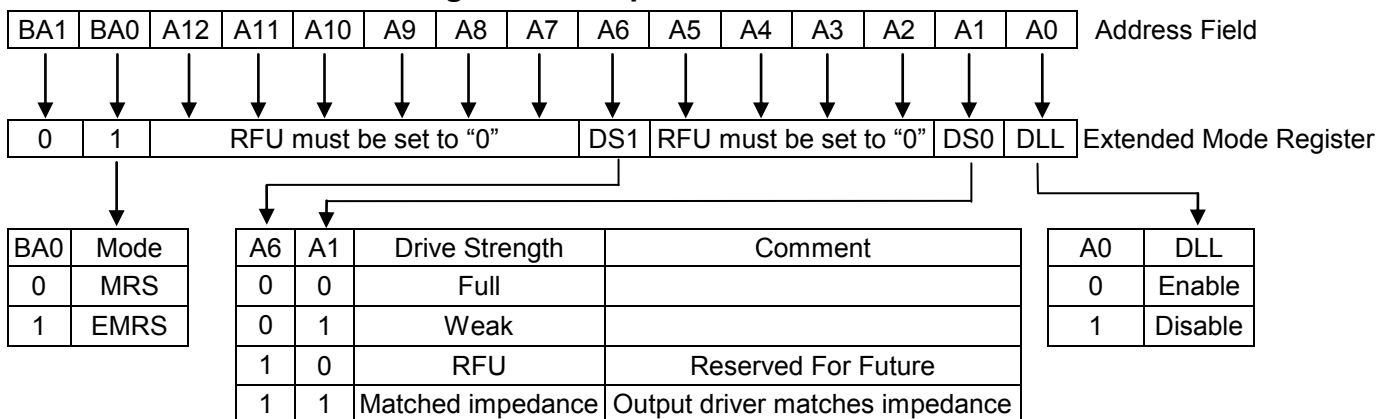 BA1 BA0 A12 A11 A10 A9 A8 A7 A6 A5 A4 A3 A2 A1 A0 Address Field
0 1 RFU must be set to “0” DS1 RFU must be set to “0” DS0 DLL Extended Mode Register
BA0 Mode
0 MRS
1 EMRS
A6 A1 Drive Strength Comment
0 0 Full
0 1 Weak
1 0 RFU Reserved For Future
1 1 Matched impedance Output driver matches impedance
A0 DLL
0 Enable
1 Disable